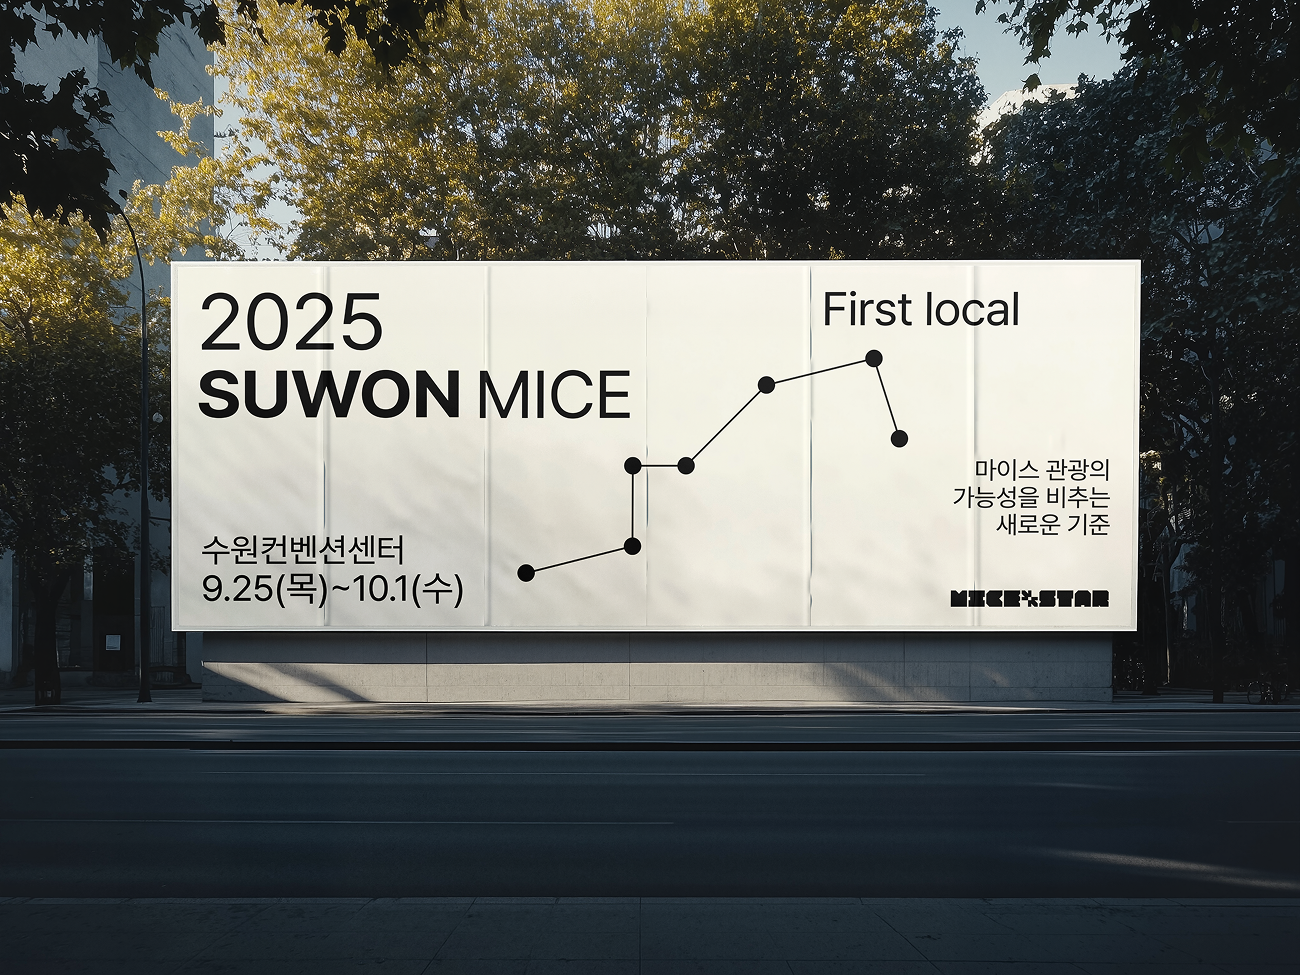 2025
SUWON MICE
First local
마이스 관광의
가능성을 비추는
새로운 기준
수원컨벤션센터
9.25(목)~10.1(수)
MICE STAR